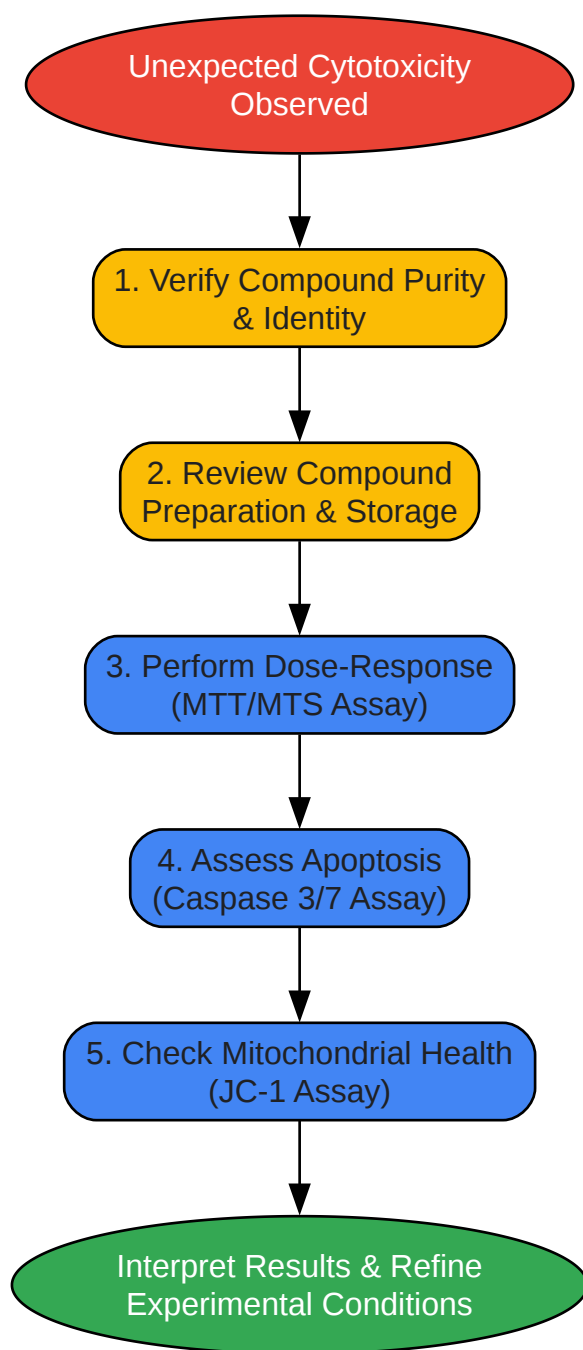 Unexpected Cytotoxicity
Observed
1. Verify Compound Purity
& Identity
2. Review Compound
Preparation & Storage
3. Perform Dose-Response
(MTT/MTS Assay)
4. Assess Apoptosis
(Caspase 3/7 Assay)
5. Check Mitochondrial Health
(JC-1 Assay)
Interpret Results & Refine
Experimental Conditions